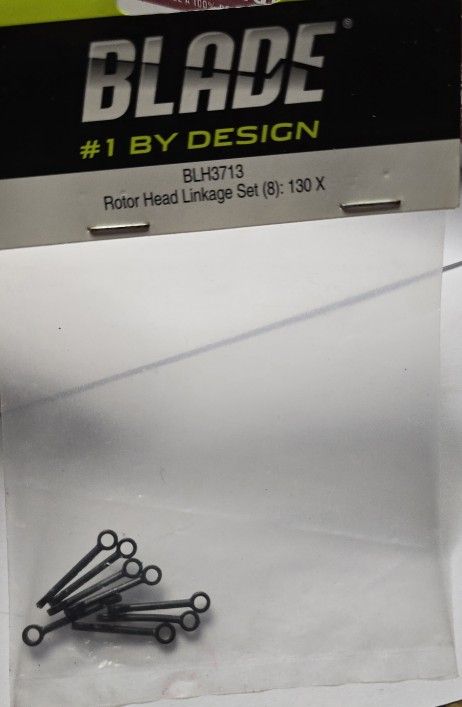 BLADE®
#1 BY DESIGN
BLH3713
Rotor Head Linkage Set (8): 130 X